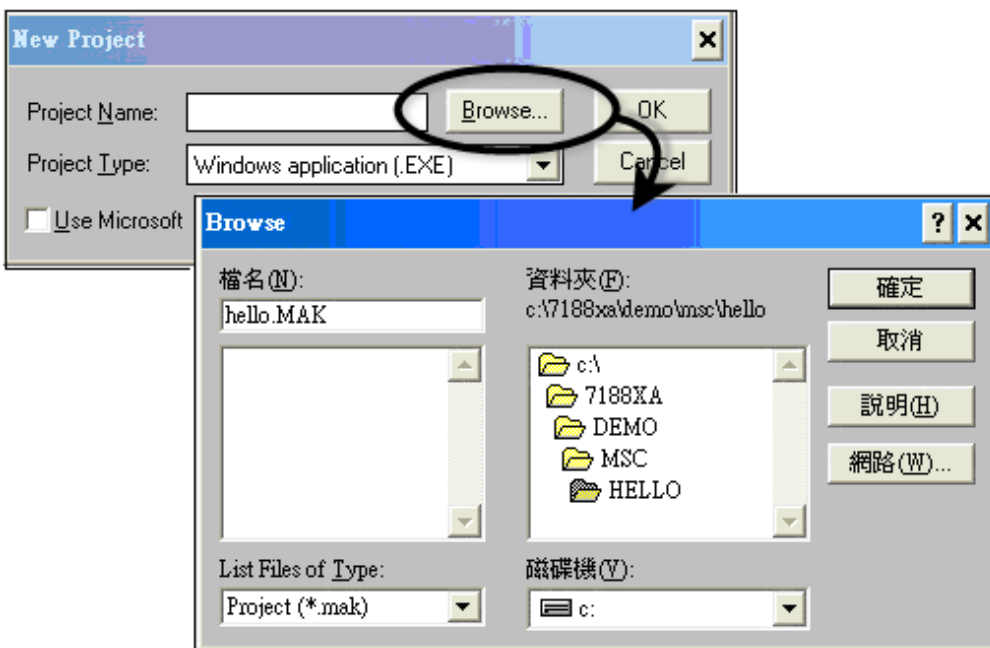 New Project
Project Name:
Browse...
OK
Project Type:
Windows application (.EXE)
Cancel
Use Microsoft
Browse
檔名(N):
hello.MAK
資料夾(F):
c:\7188xa\demo\msc\hello
確定
取消
c:\
7188XA
DEMO
MSC
HELLO
說明(H)
網路(W)...
List Files of Type:
Project (*.mak)
磁碟機(V):
c: